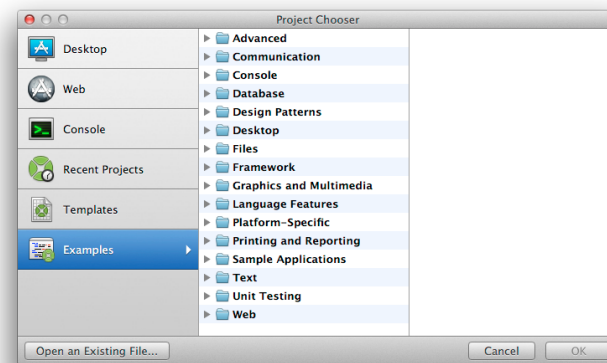 Project Chooser
Desktop
Web
Console
Recent Projects
Templates
Examples
Advanced
Communication
Console
Database
Design Patterns
Desktop
Files
Framework
Graphics and Multimedia
Language Features
Platform-Specific
Printing and Reporting
Sample Applications
Text
Unit Testing
Web
Open an Existing File...
Cancel
OK